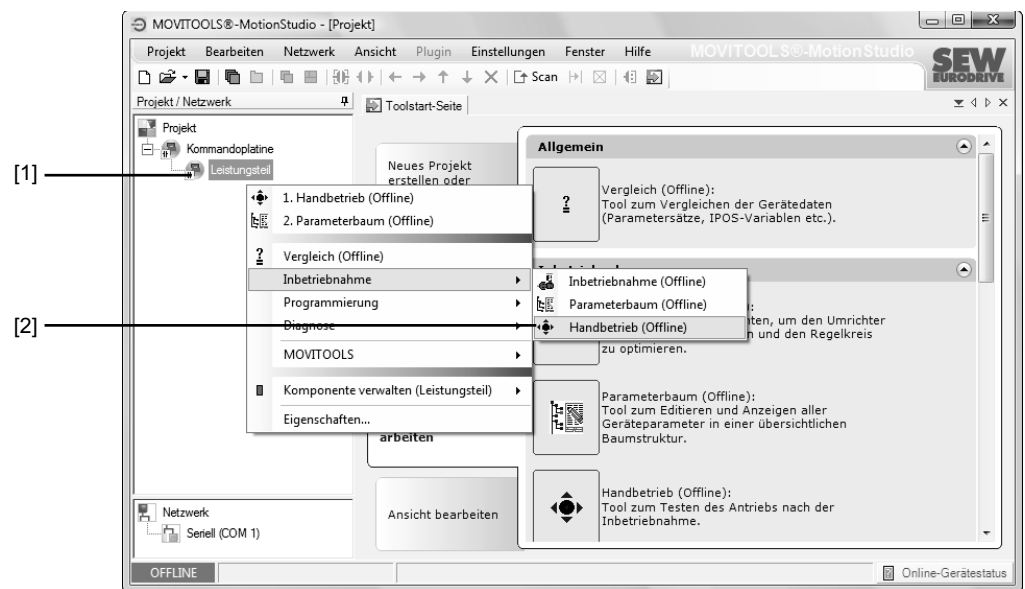 MOVITOOLS®-MotionStudio - [Projekt]
Projekt Bearbeiten Netzwerk Ansicht Plugin Einstellungen Fenster Hilfe MOVITOOLS®-MotionStudio
SEW
EURODRIVE
Scan
Projekt / Netzwerk
Toolstart-Seite
Projekt
Kommandoplatine
[1]
Leistungsteil
Neues Projekt
erstellen oder
1. Handbetrieb (Offline)
2. Parameterbaum (Offline)
Vergleich (Offline)
Inbetriebnahme
Programmierung
[2]
Diagnose
MOVITOOLS
Komponente verwalten (Leistungsteil)
Eigenschaften...
Inbetriebnahme (Offline)
Parameterbaum (Offline)
Handbetrieb (Offline)
arbeiten
Ansicht bearbeiten
Allgemein
Vergleich (Offline):
Tool zum Vergleichen der Gerätedaten
(Parametersätze, IPOS-Variablen etc.).
um den Umrichter
und den Regelkreis
zu optimieren.
Parameterbaum (Offline):
Tool zum Editieren und Anzeigen aller
Geräteparameter in einer übersichtlichen
Baumstruktur.
Handbetrieb (Offline):
Tool zum Testen des Antriebs nach der
Inbetriebnahme.
Netzwerk
Seriell (COM 1)
OFFLINE
Online-Gerätestatus